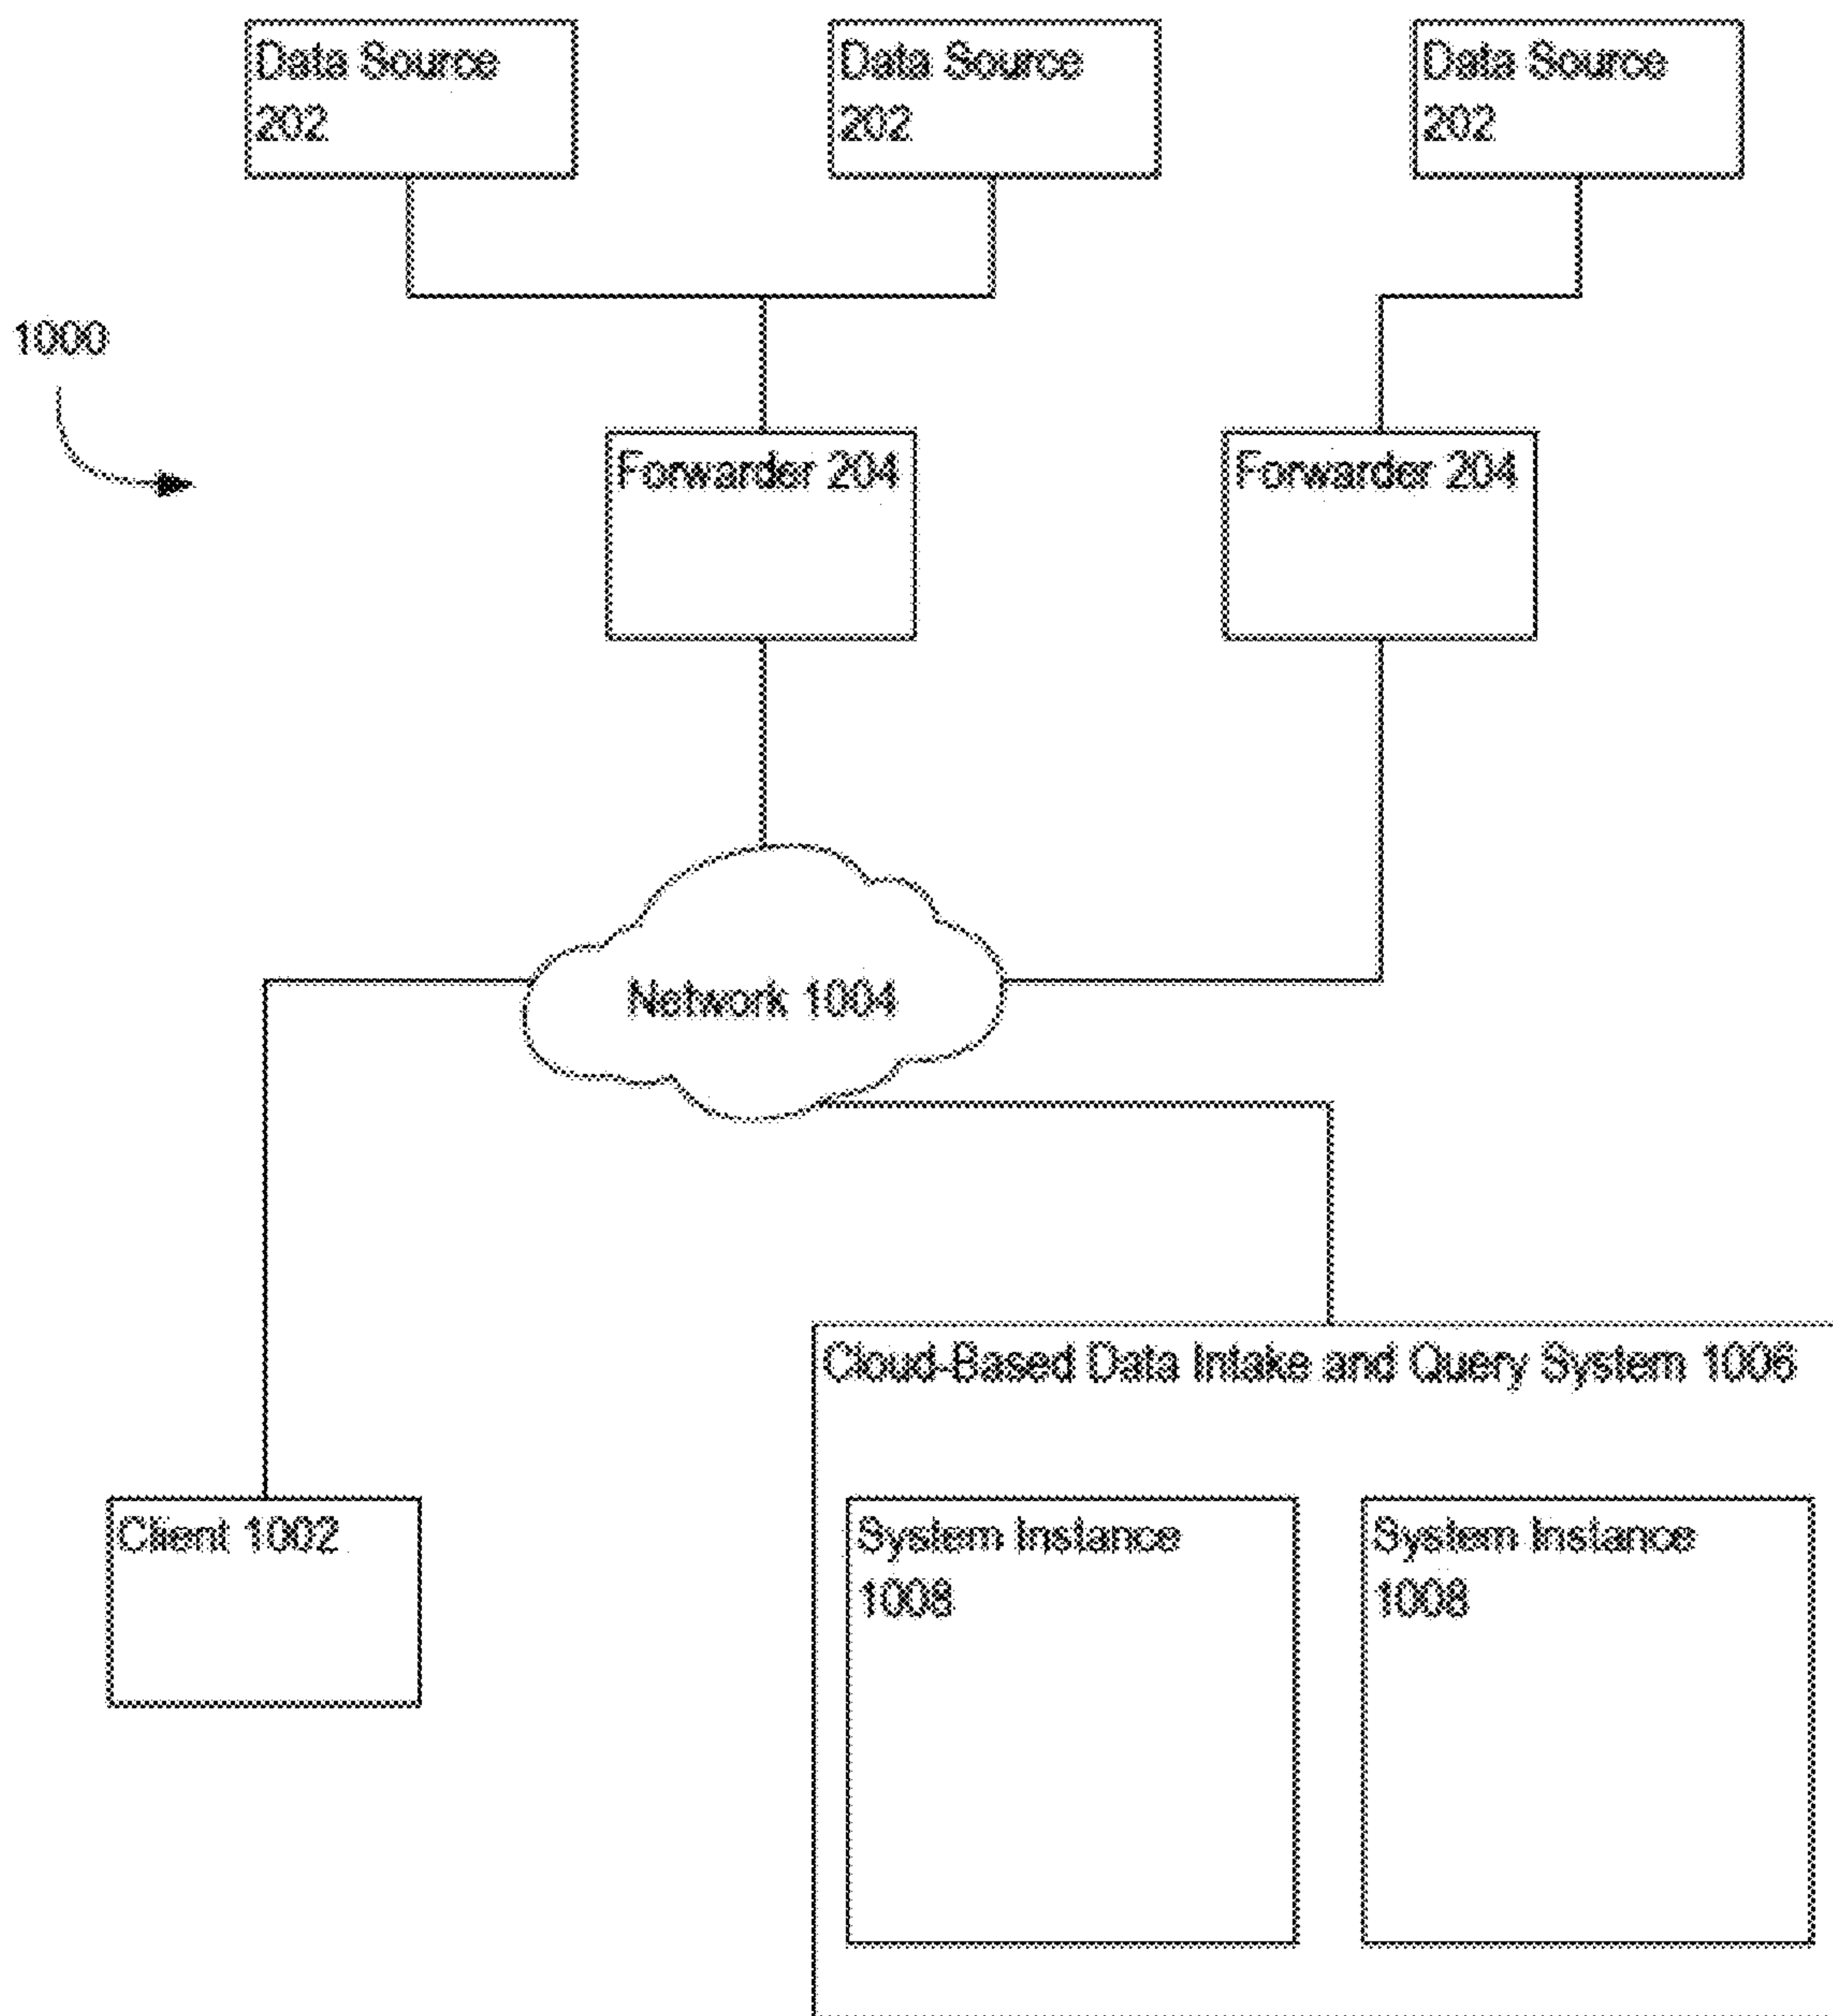 Data Source
202
Data Source
202
Data Source
202
1000
Forwarder 204
Forwarder 204
Network 1004
Cloud-Based Data Intake and Query System 1006
Client 1002
System Instance
1008
System Instance
1008